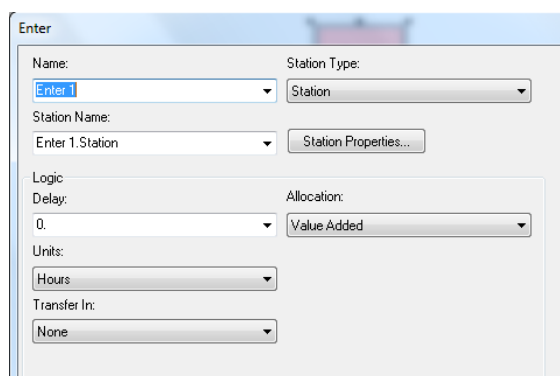 Enter
Name:
Station Type:
Enter 1
Station
Station Name:
Enter 1.Station
Station Properties...
Logic
Delay:
Allocation:
0.
Value Added
Units:
Hours
Transfer In:
None